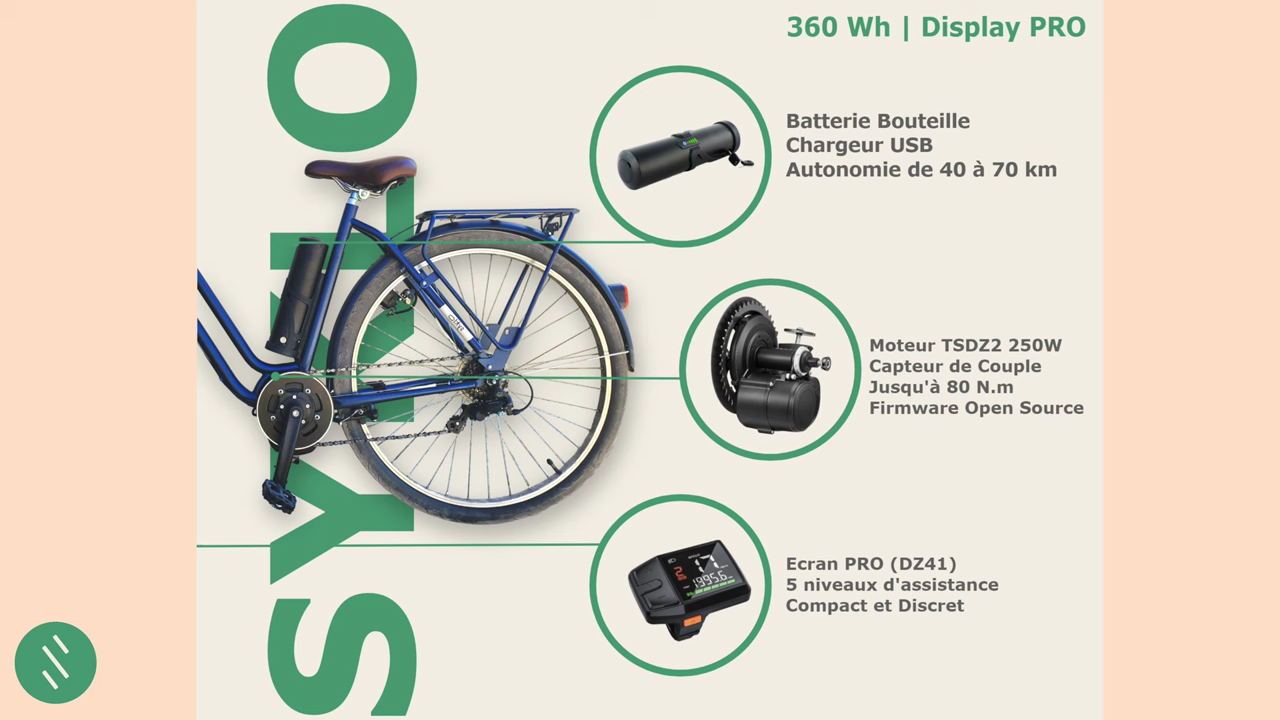 SYKLO
360 Wh | Display PRO
Batterie Bouteille
Chargeur USB
Autonomie de 40 à 70 km
Moteur TSDZ2 250W
Capteur de Couple
Jusqu'à 80 N.m
Firmware Open Source
Ecran PRO (DZ41)
5 niveaux d'assistance
Compact et Discret